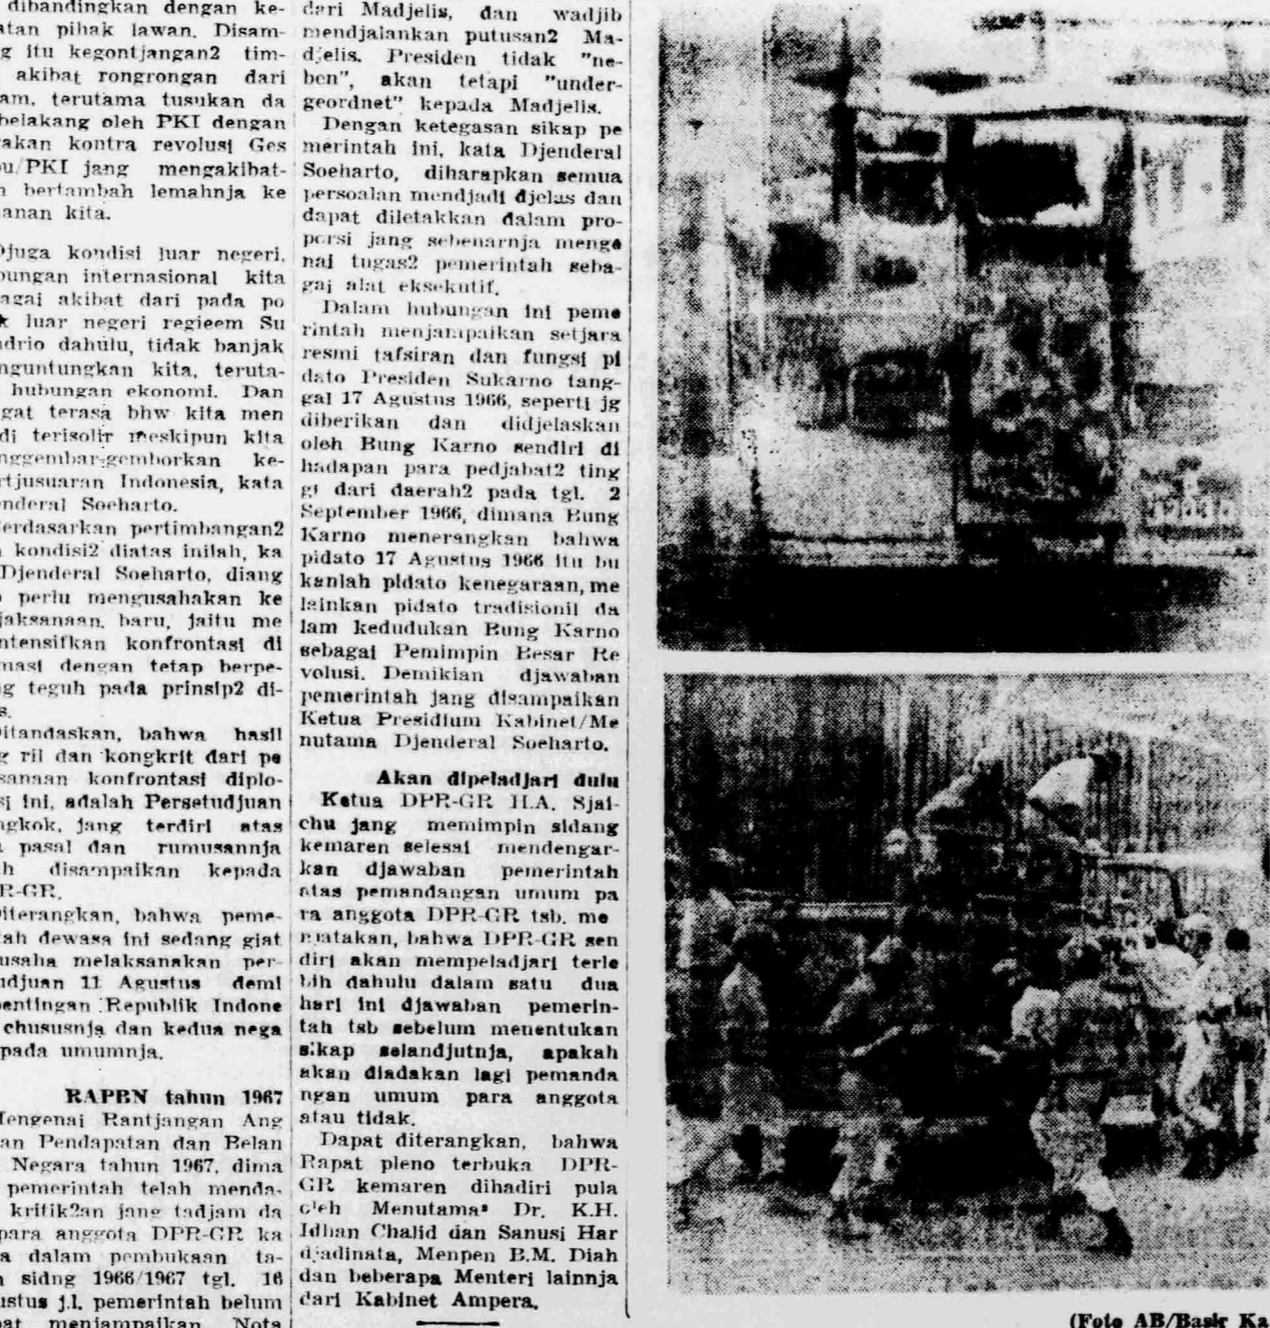 dibandingkan dengan ke-
atan pihak lawan. Disam-
g itu kegontjangan2 tim-
akibat rongrongan dari
am, terutama tusukan da
belakang oleh PKI dengan
akan kontra revolusi Ges
pu/PKI jang mengakibat-
n bertambah lemahnja ke
anan kita.
Djuga kondisi luar negeri,
bungan internasional kita
agai akibat dari pada po
k luar negeri regieem Su
ndrio dahulu, tidak banjak
nguntungkan kita, teruta-
hubungan ekonomi. Dan
gat terasa bhw kita men
di terisolir meskipun kita
nggembar-gemborkan ke-
rtjusuaran Indonesia, kata
nderal Soeharto.
erdasarkan pertimbangan2
kondisi2 diatas inilah, ka
Djenderal Soeharto, diang
perlu mengusahakan ke
jaksanaan, baru, jaitu me
ntensifkan konfrontasi di
masi dengan tetap berpe-
g teguh pada prinsip2 di-
s.
Ditandaskan, bahwa hasil
g riil dan kongkrit dari pe
sanaan konfrontasi diplo-
si ini, adalah Persetudjuan
ngkok, jang terdiri atas
pasal dan rumusannja
h disampaikan kepada
R-GR.
Diterangkan, bahwa peme-
tah dewasa ini sedang giat
usaha melaksanakan per-
udjuan 11 Agustus demi
entingan Republik Indone
chususnja dan kedua nega
pada umumnja.
RAPBN tahun 1967
Mengenai Rantjangan Ang
an Pendapatan dan Belan
Negara tahun 1967, dima
pemerintah telah menda-
kritik2an jang tadjam da
para anggota DPR-GR ka
a dalam pembukaan ta-
n sidng 1966/1967 tgl. 16
ustus j.l. pemerintah belum
at menjampaikan Nota
dari Madjelis, dan wadjib
mendjalankan putusan2 Ma-
djelis. Presiden tidak "ne-
ben", akan tetapi "under-
geordnet" kepada Madjelis.
Dengan ketegasan sikap pe
merintah ini, kata Djenderal
Soeharto, diharapkan semua
persoalan mendjadi djelas dan
dapat diletakkan dalam pro-
porsi jang sebenarnja menge
nai tugas2 pemerintah seba-
gaj alat eksekutif.
Dalam hubungan ini peme
rintah menjampaikan setjara
resmi tafsiran dan fungsi pi
dato Presiden Sukarno tang-
gal 17 Agustus 1966, seperti jg
diberikan dan didjelaskan
oleh Bung Karno sendiri di
hadapan para pedjabat2 ting
gi dari daerah2 pada tgl. 2
September 1966, dimana Bung
Karno menerangkan bahwa
pidato 17 Agustus 1966 itu bu
kanlah pidato kenegaraan, me
lainkan pidato tradisionil da
lam kedudukan Bung Karno
sebagai Pemimpin Besar Re
volusi. Demikian djawaban
pemerintah jang disampaikan
Ketua Presidium Kabinet/Me
nutama Djenderal Soeharto.
Akan dipeladjari dulu
Ketua DPR-GR H.A. Sjai-
chu jang memimpin sidang
kemaren selesai mendengar-
kan djawaban pemerintah
atas pemandangan umum pa
ra anggota DPR-GR tsb. me
njatakan, bahwa DPR-GR sen
diri akan mempeladjari terle
bih dahulu dalam satu dua
hari ini djawaban pemerin-
tah tsb sebelum menentukan
sikap selandjutnja, apakah
akan diadakan lagi pemanda
ngan umum para anggota
atau tidak.
Dapat diterangkan, bahwa
Rapat pleno terbuka DPR-
GR kemaren dihadiri pula
oleh Menutama2 Dr. K.H.
Idhan Chalid dan Sanusi Har
djadinata, Menpen B.M. Diah
dan beberapa Menteri lainnja
dari Kabinet Ampera.
(Foto AB/Basir Ka